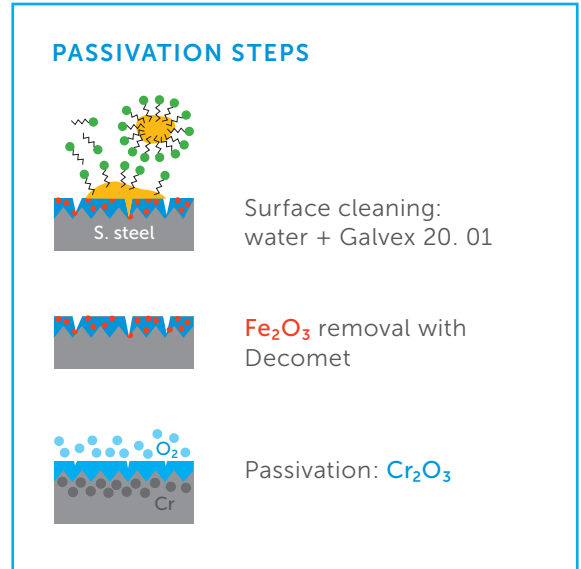 PASSIVATION STEPS
S. steel
Surface cleaning:
water + Galvex 20. 01
Fe₂O₃ removal with
Decomet
O₂
Cr
Passivation: Cr₂O₃